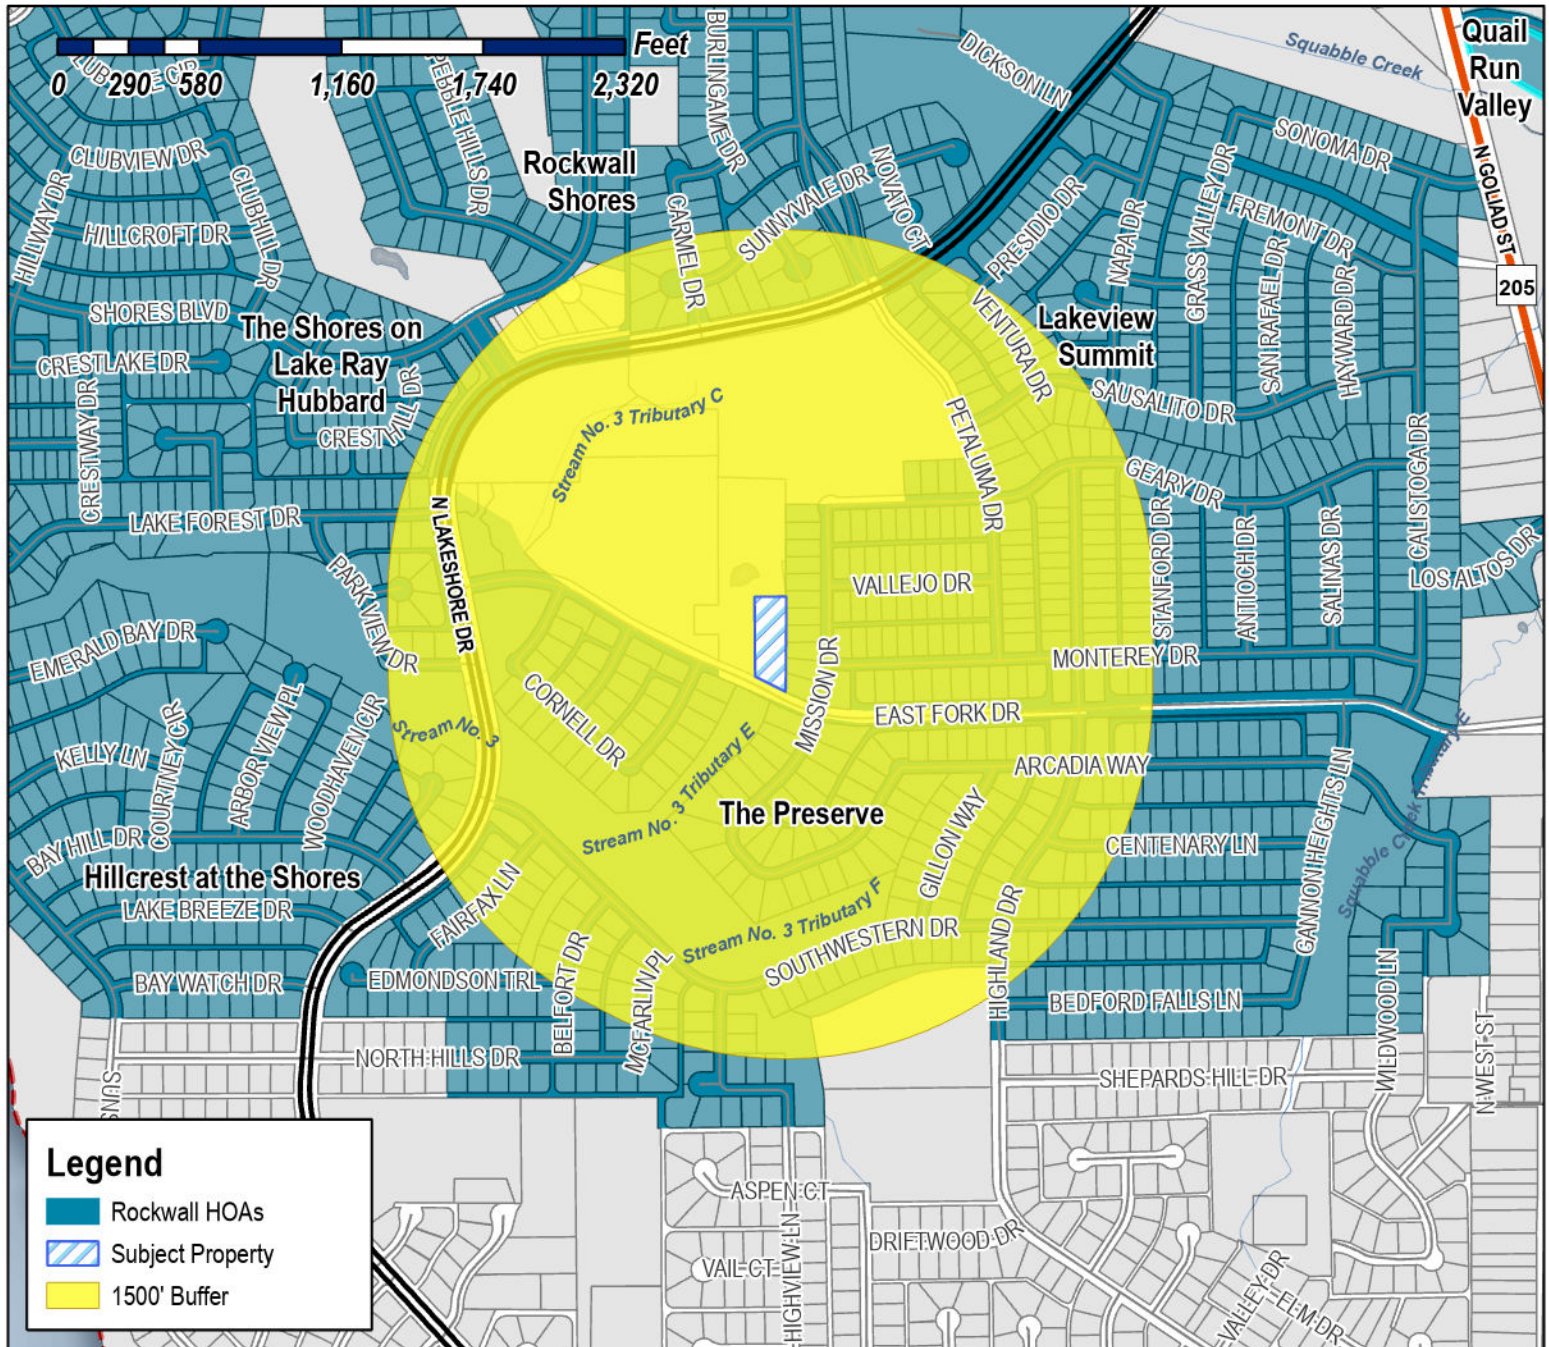 Feet
0 290 580 1,160 1,740 2,320
BURLINGAME DR
DICKSON LN
Squabble Creek
Quail
Run
Valley
PEBBLE HILLS DR
CLUBVIEW DR
HILLWAY DR
CLUBHILL DR
HILLCROFT DR
Rockwall
Shores
CARMEL DR
SUNNYVALE DR
NOVATO CT
SONOMA DR
N GOLIAD ST
205
PRESIDIO DR
NAPA DR
GRASS VALLEY DR
FREMONT DR
SAN RAFAEL DR
HAYWARD DR
SHORES BLVD
The Shores on
Lake Ray
Hubbard
CRESTLAKE DR
CRESTWAY DR
CREST HILL DR
VENTURA DR
Lakeview
Summit
SAUSALITO DR
Stream No. 3 Tributary C
PETALUMA DR
GEARY DR
CALISTOGA DR
N LAKESHORE DR
LAKE FOREST DR
STANFORD DR
ANTIOCH DR
SALINAS DR
LOS ALTOS DR
PARK VIEW DR
VALLEJO DR
EMERALD BAY DR
MISSION DR
MONTEREY DR
CORNELL DR
EAST FORK DR
KELLY LN
COURTNEY CIR
ARBOR VIEW PL
WOODHAVEN CIR
Stream No. 3
Stream No. 3 Tributary E
ARCADIA WAY
Squabble Creek Tributary E
The Preserve
GILLON WAY
CENTENARY LN
GANNON HEIGHTS LN
BAY HILL DR
Hillcrest at the Shores
LAKE BREEZE DR
FAIRFAX LN
Stream No. 3 Tributary F
SOUTHWESTERN DR
HIGHLAND DR
BAY WATCH DR
EDMONDSON TRL
BELFORT DR
MCFARLIN PL
BEDFORD FALLS LN
WILDWOOD LN
N WEST ST
NORTH HILLS DR
SHEPARDS HILL DR
Legend
Rockwall HOAs
Subject Property
1500' Buffer
ASPEN CT
HIGHVIEW LN
VAIL CT
DRIFTWOOD DR
VALLEY DR
ELM DR